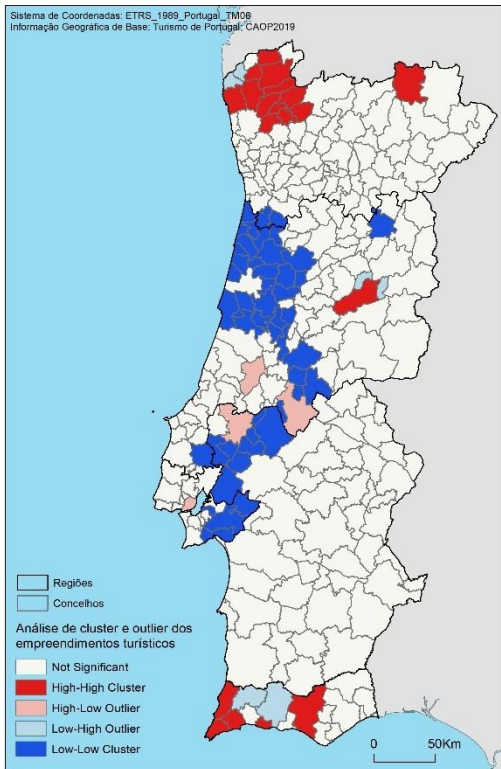 Sistema de Coordenadas: ETRS_1989_Portugal_TM06
Informação Geográfica de Base: Turismo de Portugal; CAOP2019
Regiões
Concelhos
Análise de cluster e outlier dos
empreendimentos turísticos
Not Significant
High-High Cluster
High-Low Outlier
Low-High Outlier
Low-Low Cluster
0 50Km